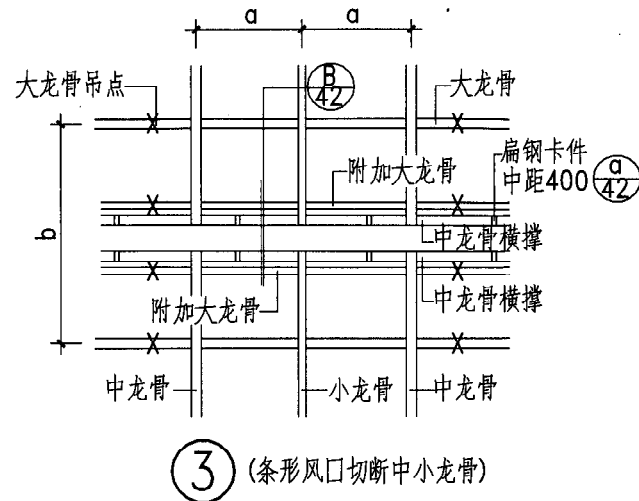 a
a
B
42
大龙骨吊点
大龙骨
扁钢卡件
中距400
a
42
附加大龙骨
b
中龙骨横撑
中龙骨横撑
附加大龙骨
中龙骨
小龙骨
中龙骨
3 (条形风口切断中小龙骨)